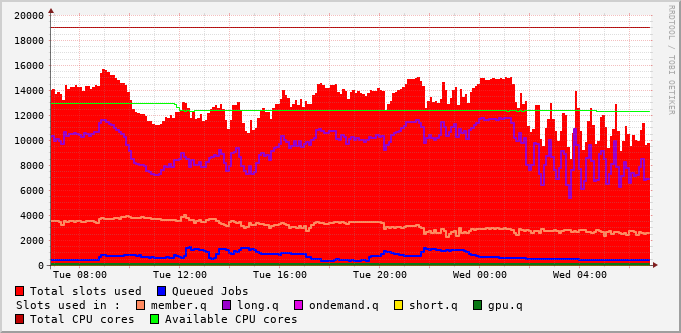 20000
18000
16000
14000
12000
10000
8000
6000
4000
2000
0
Tue 08:00 Tue 12:00 Tue 16:00 Tue 20:00 Wed 00:00 Wed 04:00
Total slots used Queued Jobs
Slots used in : member.q long.q ondemand.q short.q gpu.q
Total CPU cores Available CPU cores
RRDTOOL / TOBI OETIKER